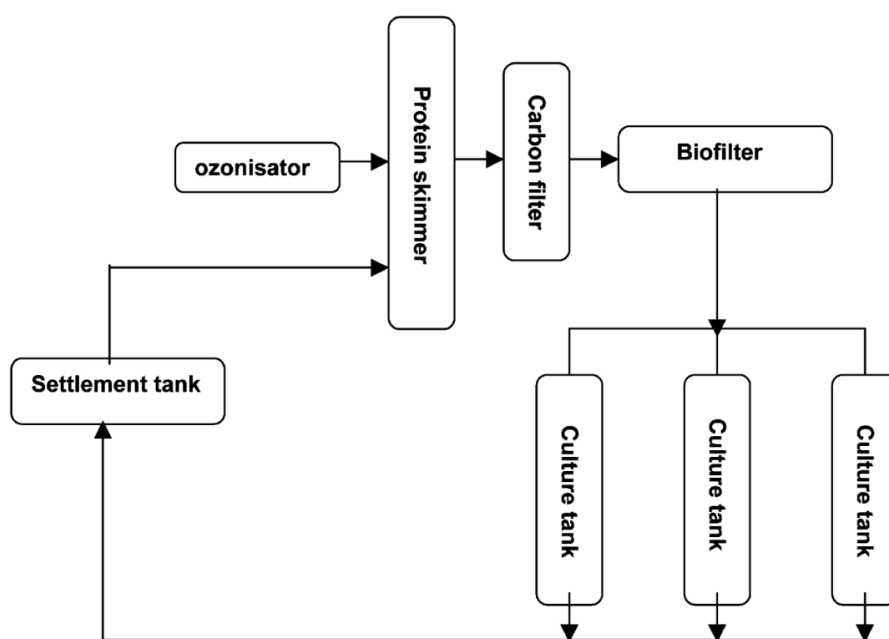 Protein skimmer
Carbon filter
Biofilter
ozonisator
Settlement tank
Culture tank
Culture tank
Culture tank